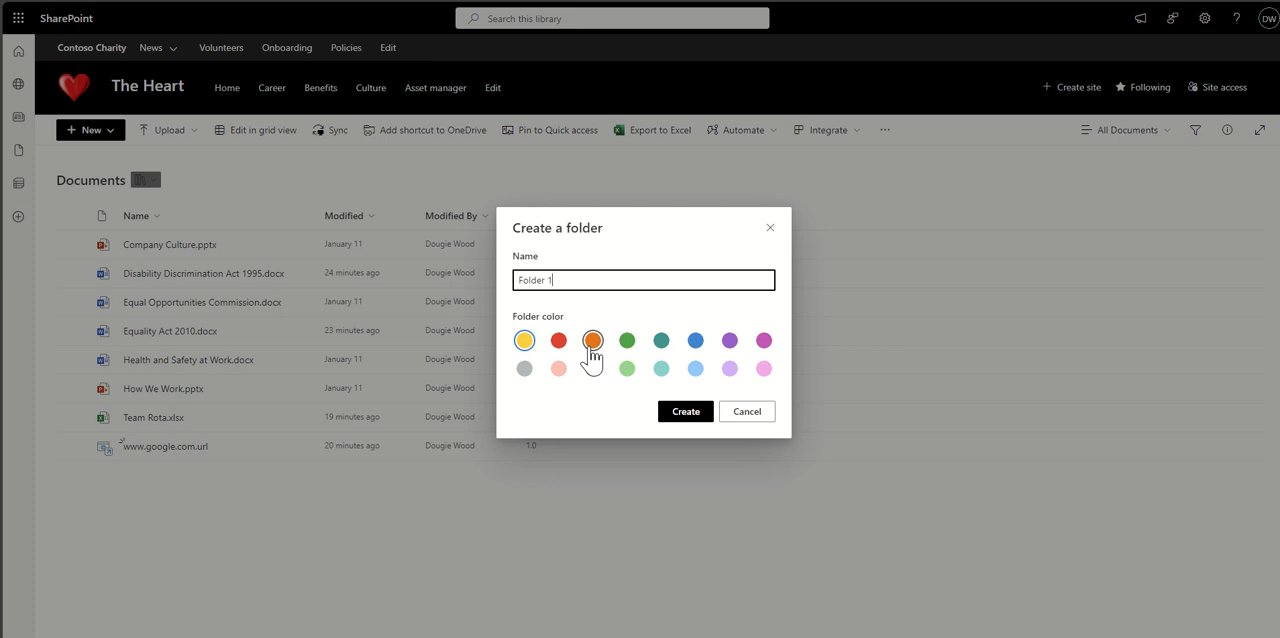 SharePoint
Search this library
DW
Contoso Charity News Volunteers Onboarding Policies Edit
The Heart Home Career Benefits Culture Asset manager Edit
Create site Following Site access
New Upload Edit in grid view Sync Add shortcut to OneDrive Pin to Quick access Export to Excel Automate Integrate ... All Documents
Documents
Name Modified Modified By
Company Culture.pptx January 11 Dougie Wood
Disability Discrimination Act 1995.docx 24 minutes ago Dougie Wood
Equal Opportunities Commission.docx January 11 Dougie Wood
Equality Act 2010.docx 23 minutes ago Dougie Wood
Health and Safety at Work.docx January 11 Dougie Wood
How We Work.pptx January 11 Dougie Wood
Team Rota.xlsx 19 minutes ago Dougie Wood
www.google.com.url 20 minutes ago Dougie Wood 1.0
Create a folder
Name
Folder 1
Folder color
Create Cancel